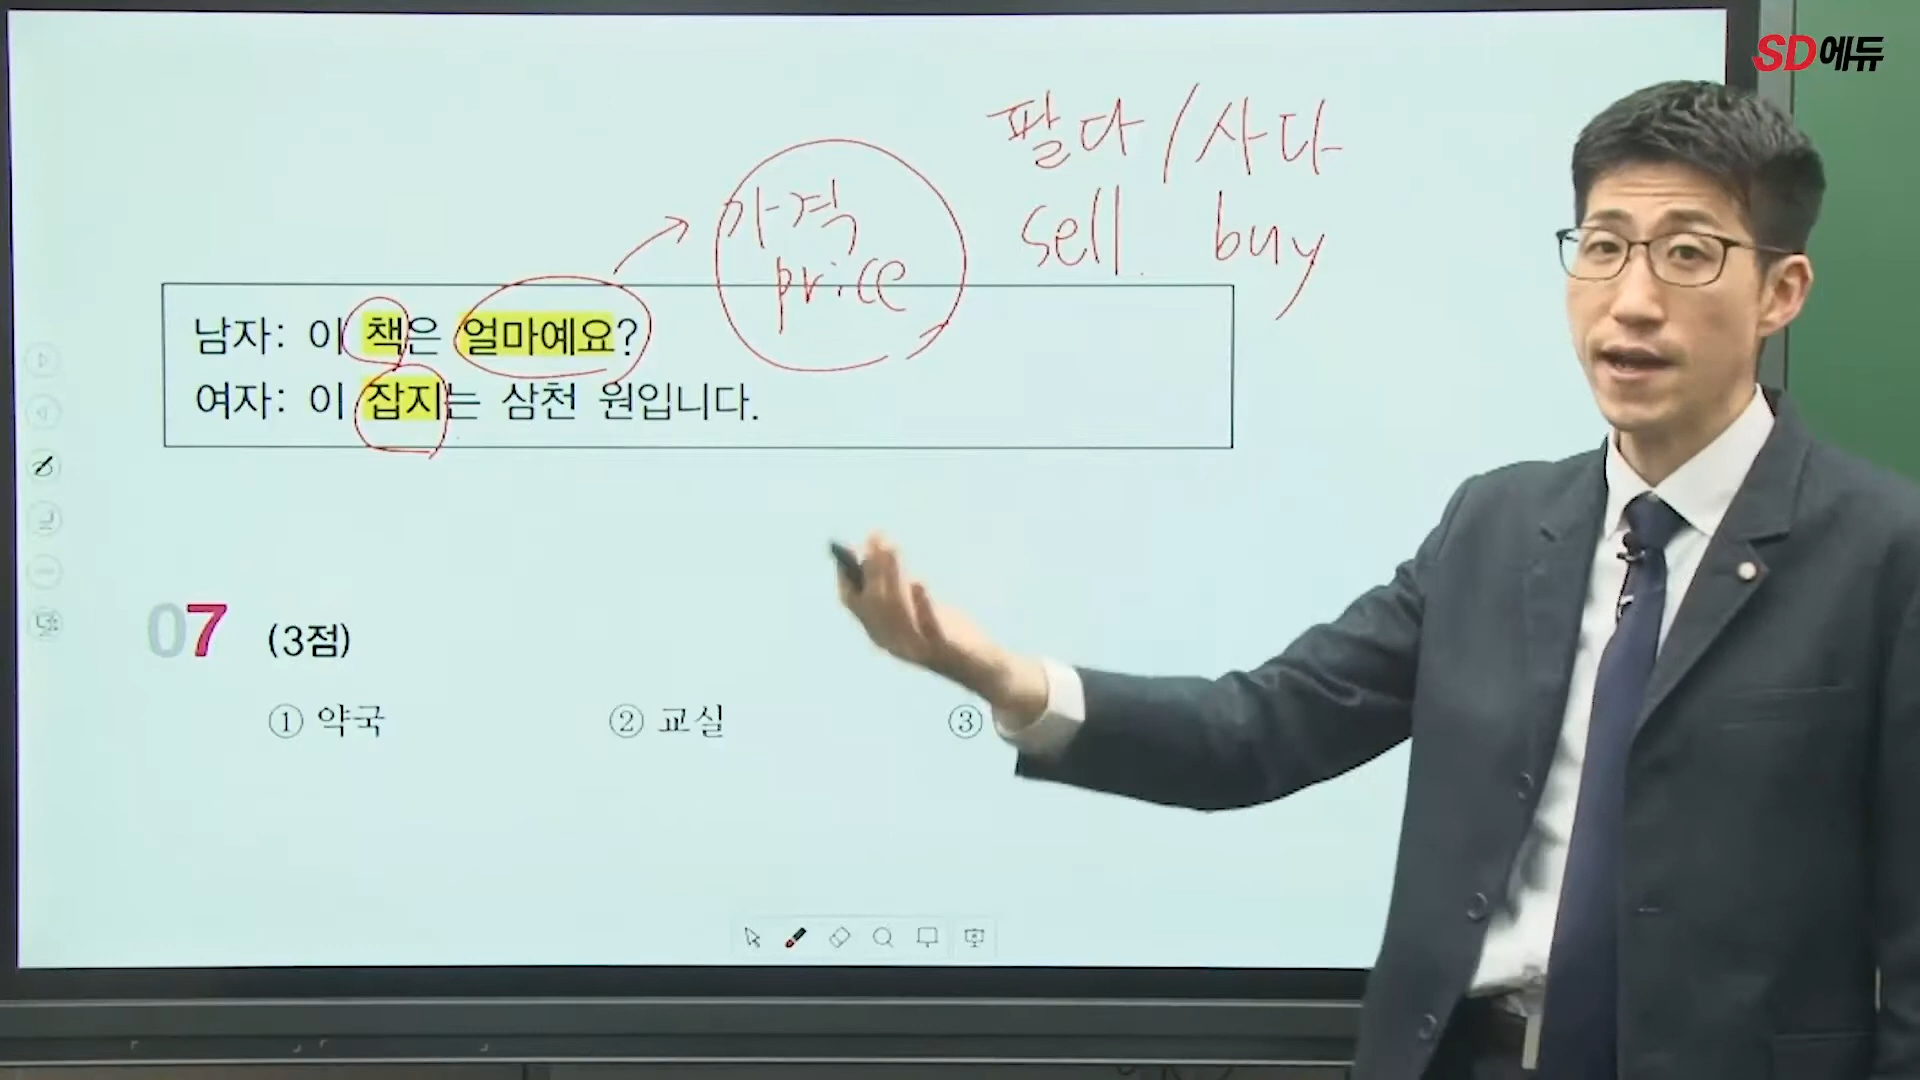 SD에듀
팔다 / 사다
sell buy
가격
price
남자: 이 책은 얼마예요?
여자: 이 잡지는 삼천 원입니다.
07 (3점)
① 약국 ② 교실 ③